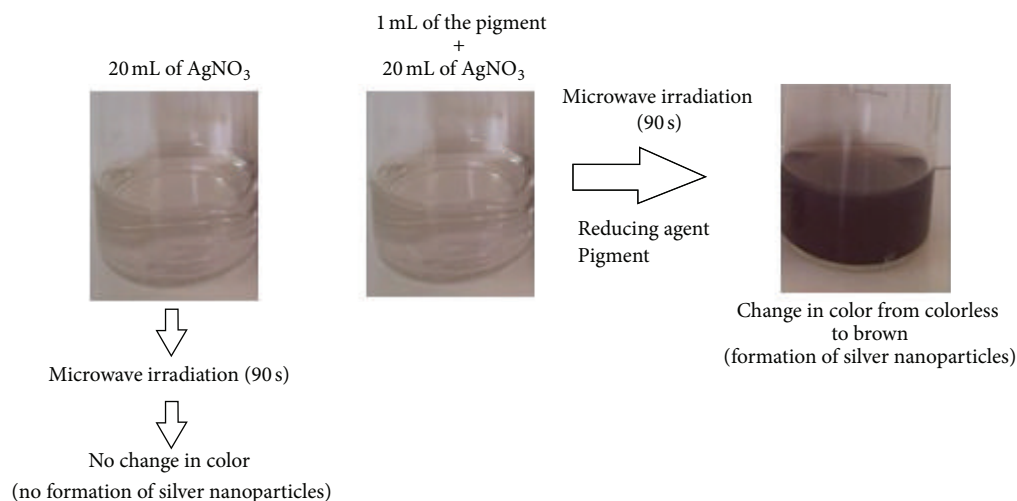 20 mL of AgNO₃
Microwave irradiation (90 s)
No change in color
(no formation of silver nanoparticles)
1 mL of the pigment
+
20 mL of AgNO₃
Microwave irradiation
(90 s)
Reducing agent
Pigment
Change in color from colorless
to brown
(formation of silver nanoparticles)